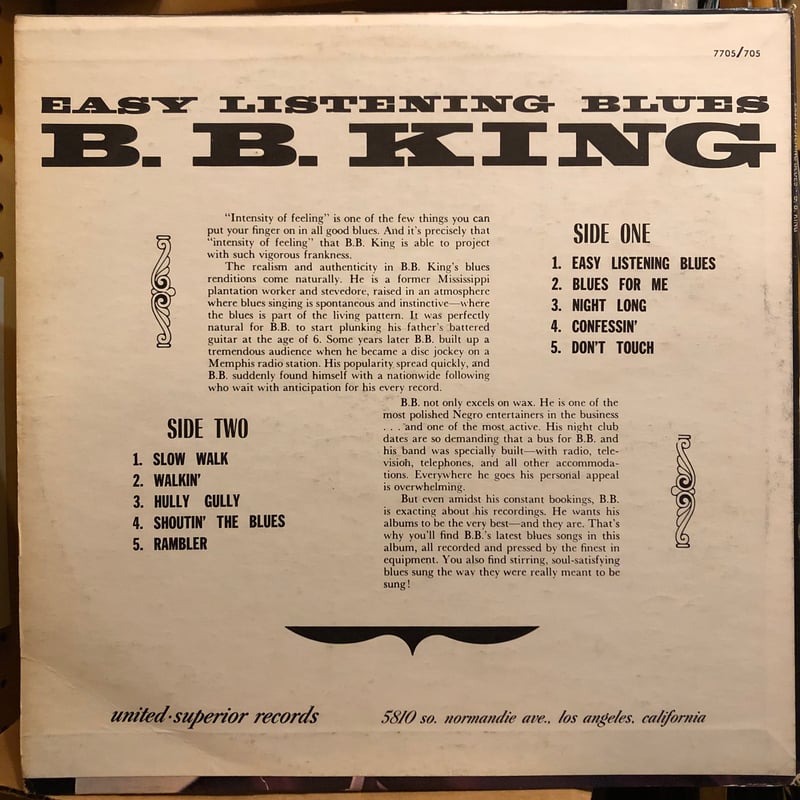 7705/705
EASY LISTENING BLUES
B. B. KING
"Intensity of feeling" is one of the few things you can
put your finger on in all good blues. And it's precisely that
"intensity of feeling" that B.B. King is able to project
with such vigorous frankness.
The realism and authenticity in B.B. King's blues
renditions come naturally. He is a former Mississippi
plantation worker and stevedore, raised in an atmosphere
where blues singing is spontaneous and instinctive—where
the blues is part of the living pattern. It was perfectly
natural for B.B. to start plunking his father's battered
guitar at the age of 6. Some years later B.B. built up a
tremendous audience when he became a disc jockey on a
Memphis radio station. His popularity spread quickly, and
B.B. suddenly found himself with a nationwide following
who wait with anticipation for his every record.
SIDE ONE
1. EASY LISTENING BLUES
2. BLUES FOR ME
3. NIGHT LONG
4. CONFESSIN'
5. DON'T TOUCH
SIDE TWO
1. SLOW WALK
2. WALKIN'
3. HULLY GULLY
4. SHOUTIN' THE BLUES
5. RAMBLER
B.B. not only excels on wax. He is one of the
most polished Negro entertainers in the business
. . . and one of the most active. His night club
dates are so demanding that a bus for B.B. and
his band was specially built—with radio, tele-
visioh, telephones, and all other accommoda-
tions. Everywhere he goes his personal appeal
is overwhelming.
But even amidst his constant bookings, B.B.
is exacting about his recordings. He wants his
albums to be the very best—and they are. That's
why you'll find B.B.'s latest blues songs in this
album, all recorded and pressed by the finest in
equipment. You also find stirring, soul-satisfying
blues sung the way they were really meant to be
sung!
united·superior records
5810 so. normandie ave., los angeles, california